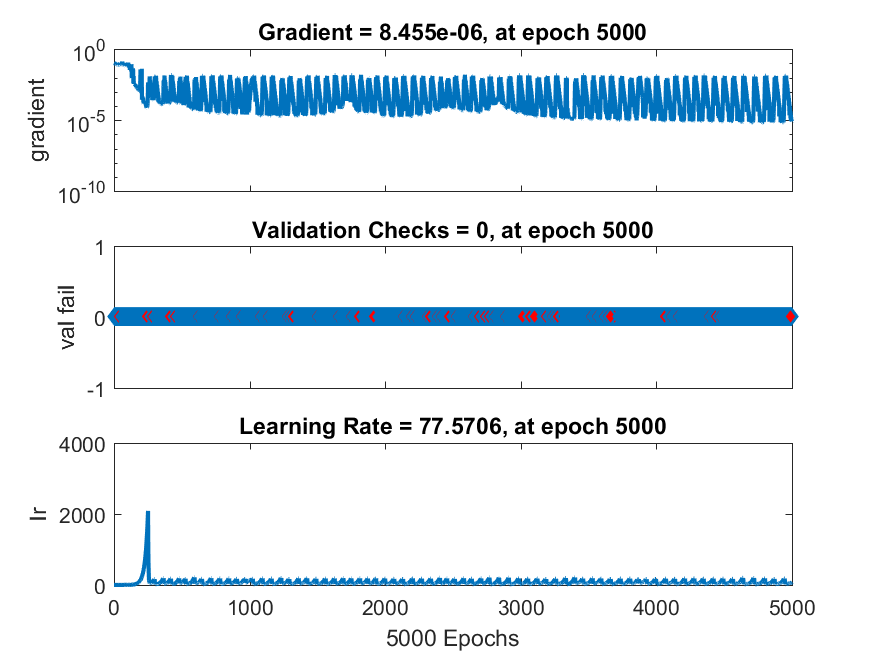 Gradient = 8.455e-06, at epoch 5000
10^0
10^-5
10^-10
gradient
Validation Checks = 0, at epoch 5000
1
0
-1
val fail
Learning Rate = 77.5706, at epoch 5000
4000
2000
0
lr
0 1000 2000 3000 4000 5000
5000 Epochs